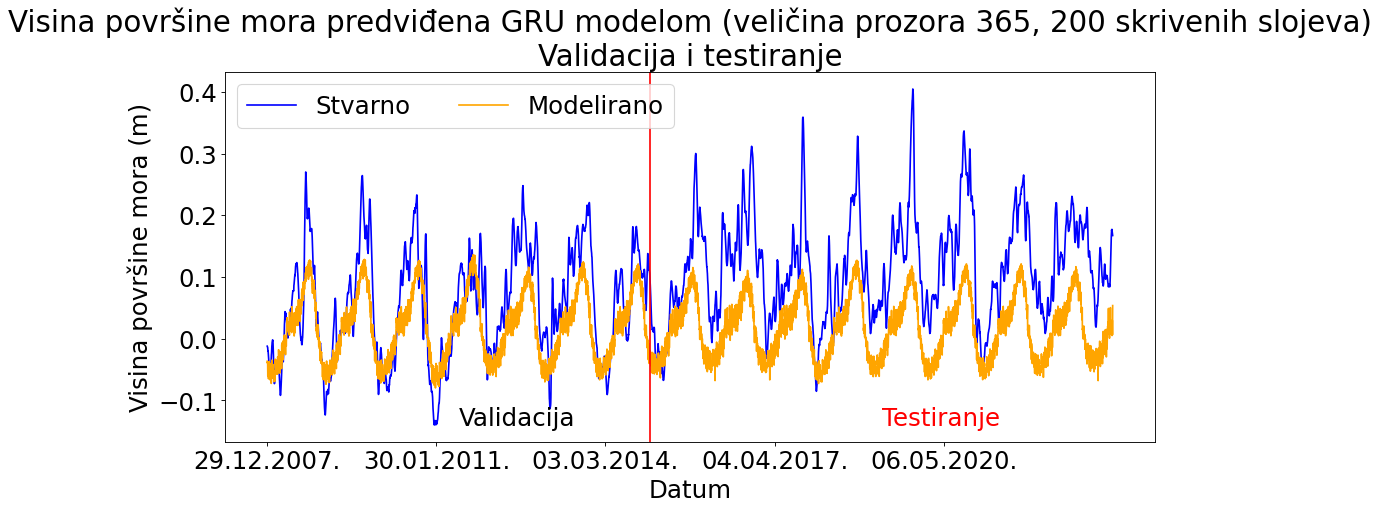 Visina površine mora predviđena GRU modelom (veličina prozora 365, 200 skrivenih slojeva)
Validacija i testiranje
Stvarno
Modelirano
Visina površine mora (m)
0.4
0.3
0.2
0.1
0.0
−0.1
Validacija
Testiranje
29.12.2007.
30.01.2011.
03.03.2014.
04.04.2017.
06.05.2020.
Datum